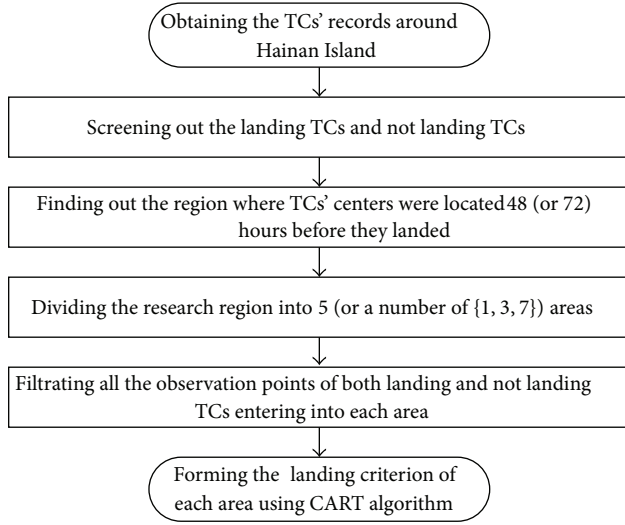 Obtaining the TCs' records around
Hainan Island
Screening out the landing TCs and not landing TCs
Finding out the region where TCs' centers were located 48 (or 72)
hours before they landed
Dividing the research region into 5 (or a number of {1, 3, 7}) areas
Filtrating all the observation points of both landing and not landing
TCs entering into each area
Forming the landing criterion of
each area using CART algorithm